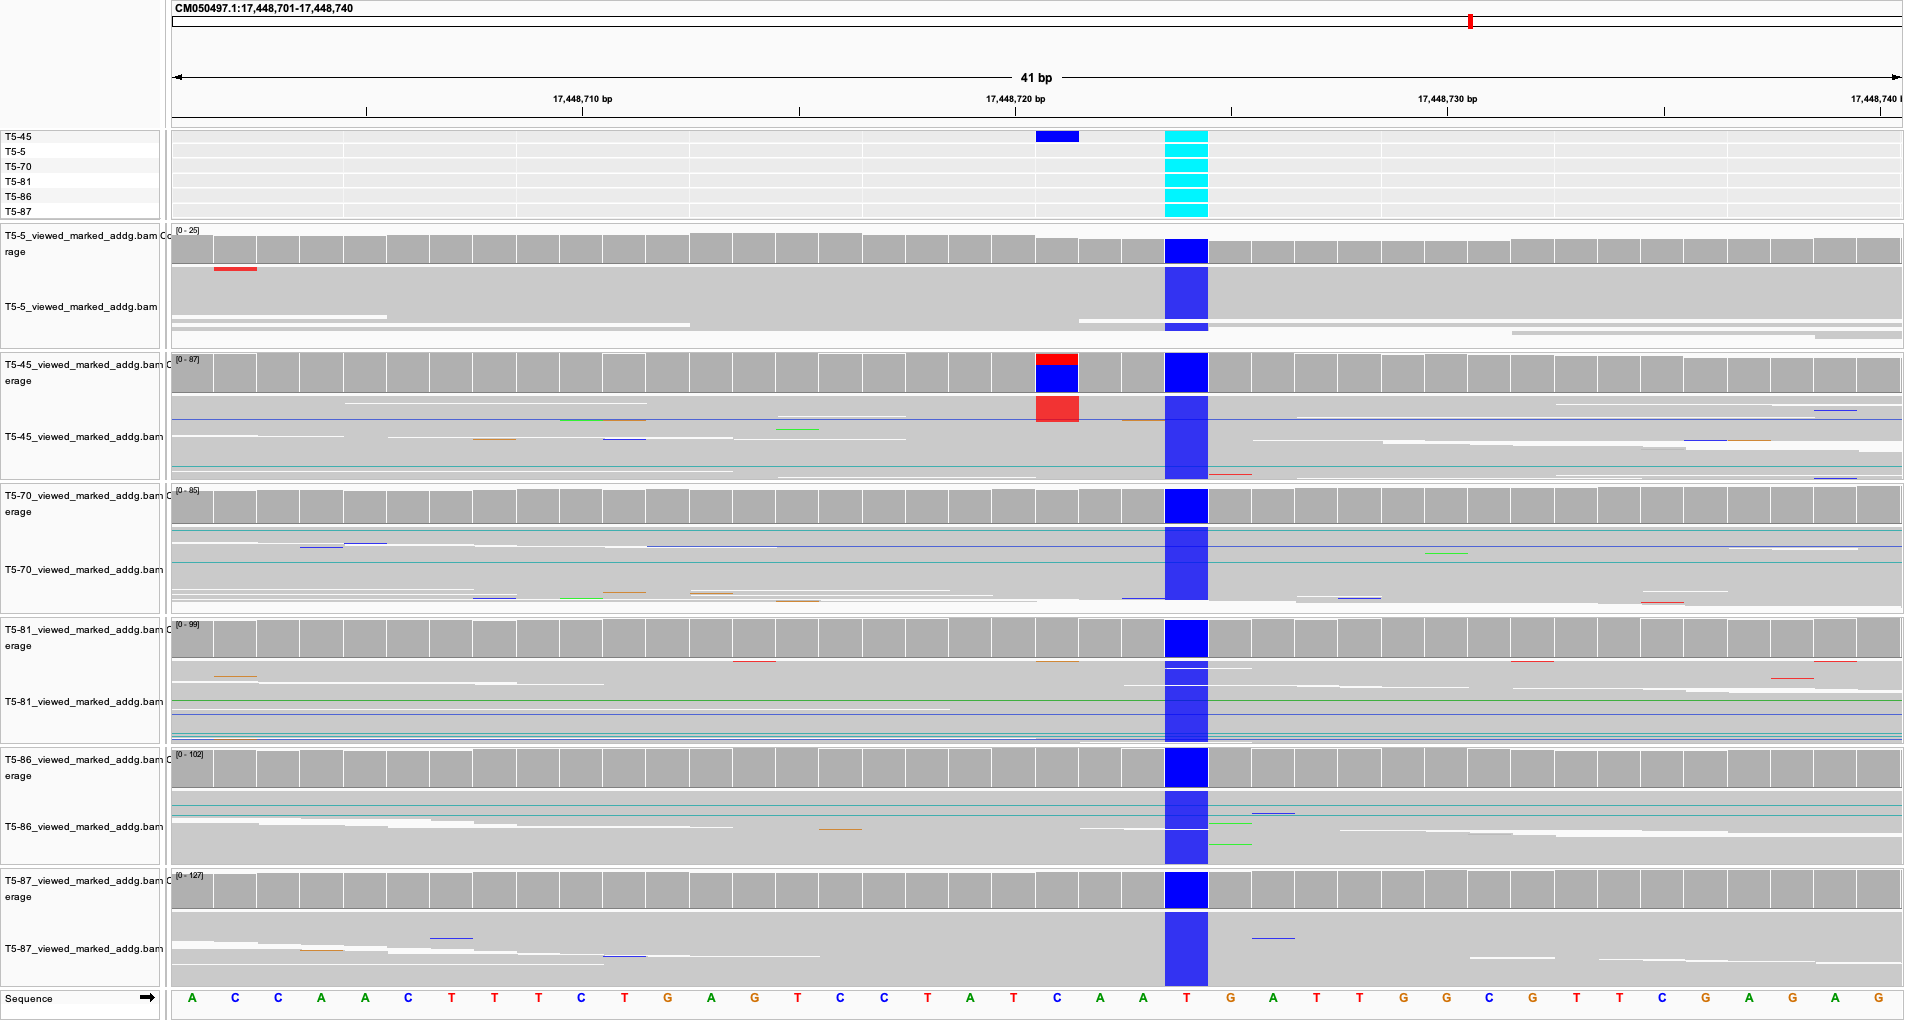 CM050497.1:17,448,701-17,448,740
41 bp
17,448,710 bp 17,448,720 bp 17,448,730 bp 17,448,740 l
T5-45
T5-5
T5-70
T5-81
T5-86
T5-87
T5-5_viewed_marked_addg.bam Co
rage
[0 - 25]
T5-5_viewed_marked_addg.bam
T5-45_viewed_marked_addg.bam C
erage
[0 - 87]
T5-45_viewed_marked_addg.bam
T5-70_viewed_marked_addg.bam C
erage
[0 - 85]
T5-70_viewed_marked_addg.bam
T5-81_viewed_marked_addg.bam C
erage
[0 - 99]
T5-81_viewed_marked_addg.bam
T5-86_viewed_marked_addg.bam C
erage
[0 - 102]
T5-86_viewed_marked_addg.bam
T5-87_viewed_marked_addg.bam C
erage
[0 - 127]
T5-87_viewed_marked_addg.bam
Sequence A C C A A C T T T C T G A G T C C T A T C A A T G A T T G G C G T T C G A G A G